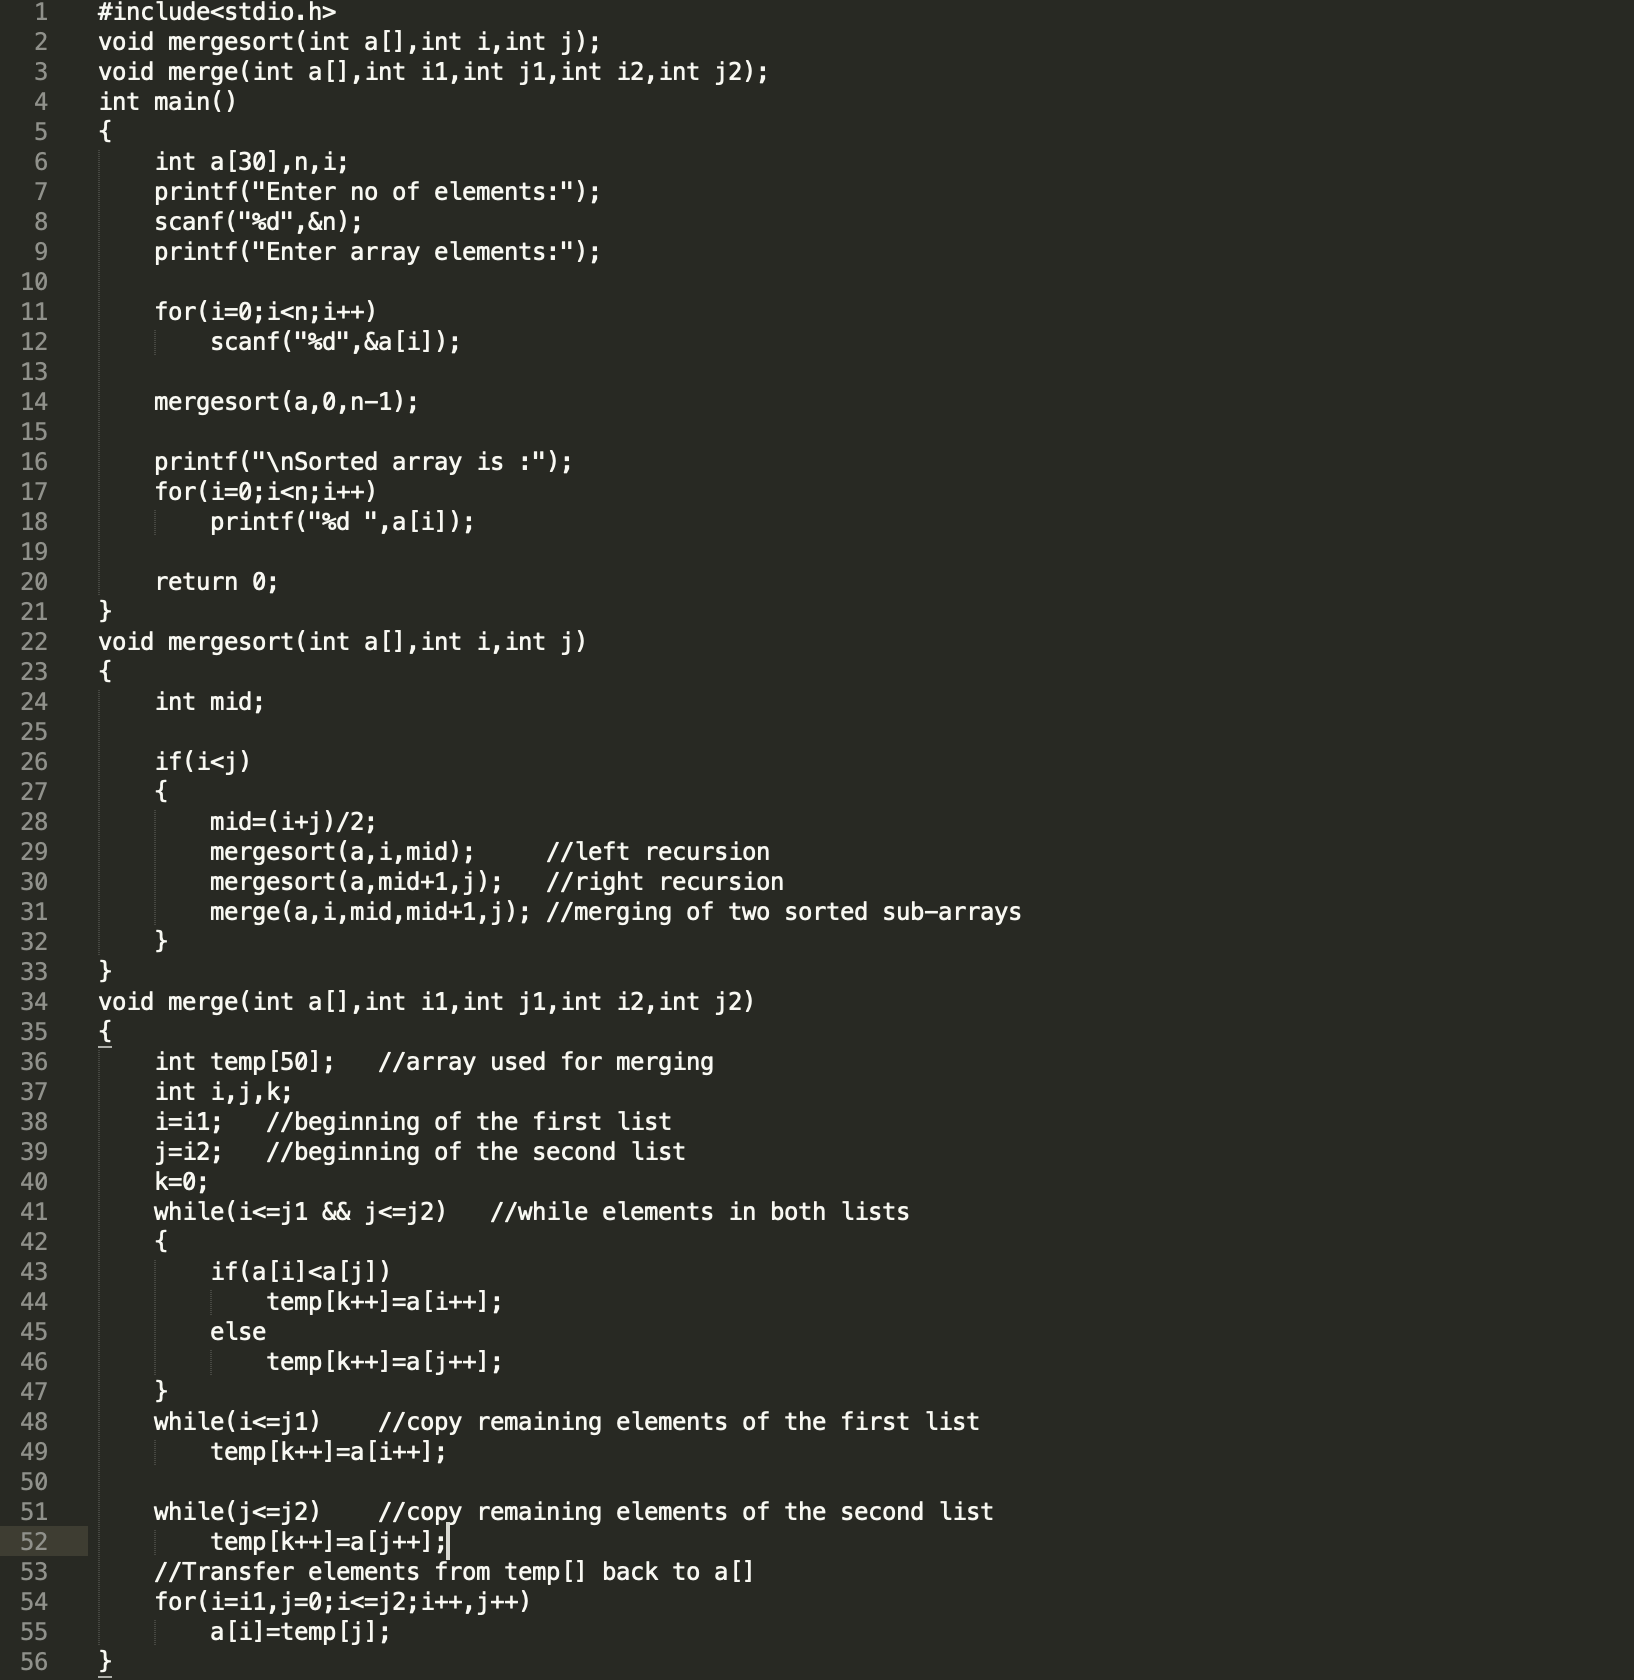 1 #include<stdio.h>
2 void mergesort(int a[],int i,int j);
3 void merge(int a[],int i1,int j1,int i2,int j2);
4 int main()
5 {
6     int a[30],n,i;
7     printf("Enter no of elements:");
8     scanf("%d",&n);
9     printf("Enter array elements:");
10
11     for(i=0;i<n;i++)
12         scanf("%d",&a[i]);
13
14     mergesort(a,0,n-1);
15
16     printf("\nSorted array is :");
17     for(i=0;i<n;i++)
18         printf("%d ",a[i]);
19
20     return 0;
21 }
22 void mergesort(int a[],int i,int j)
23 {
24     int mid;
25
26     if(i<j)
27     {
28         mid=(i+j)/2;
29         mergesort(a,i,mid);     //left recursion
30         mergesort(a,mid+1,j);   //right recursion
31         merge(a,i,mid,mid+1,j); //merging of two sorted sub-arrays
32     }
33 }
34 void merge(int a[],int i1,int j1,int i2,int j2)
35 {
36     int temp[50];   //array used for merging
37     int i,j,k;
38     i=i1;   //beginning of the first list
39     j=i2;   //beginning of the second list
40     k=0;
41     while(i<=j1 && j<=j2)   //while elements in both lists
42     {
43         if(a[i]<a[j])
44             temp[k++]=a[i++];
45         else
46             temp[k++]=a[j++];
47     }
48     while(i<=j1)    //copy remaining elements of the first list
49         temp[k++]=a[i++];
50
51     while(j<=j2)    //copy remaining elements of the second list
52         temp[k++]=a[j++];
53     //Transfer elements from temp[] back to a[]
54     for(i=i1,j=0;i<=j2;i++,j++)
55         a[i]=temp[j];
56 }